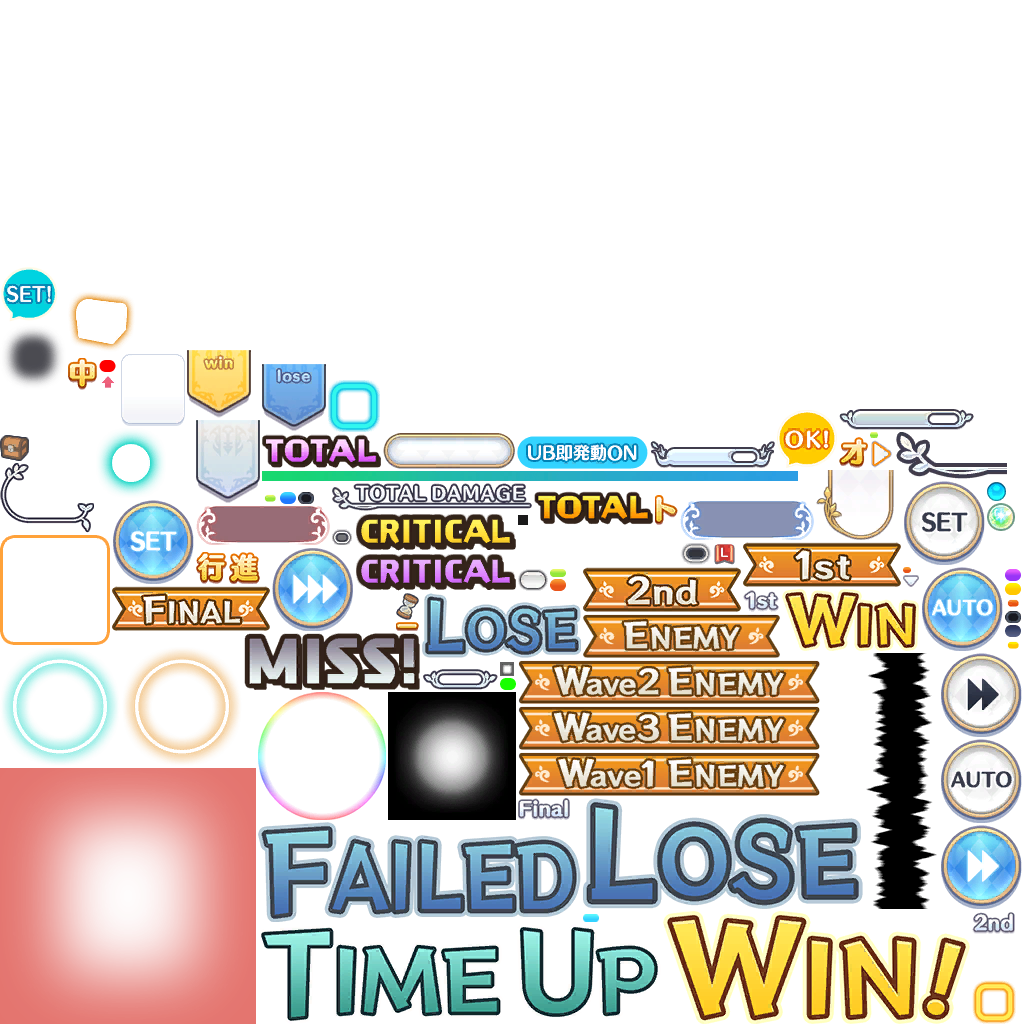 SET!
中
win
lose
TOTAL
UB即発動ON
OK!
オ
TOTAL DAMAGE
TOTAL
ト
SET
CRITICAL
SET
行進
CRITICAL
L
1st
2nd
1st
FINAL
LOSE
WIN
AUTO
ENEMY
MISS!
Wave2 ENEMY
Wave3 ENEMY
Wave1 ENEMY
AUTO
Final
FAILED
LOSE
2nd
TIME UP
WIN!